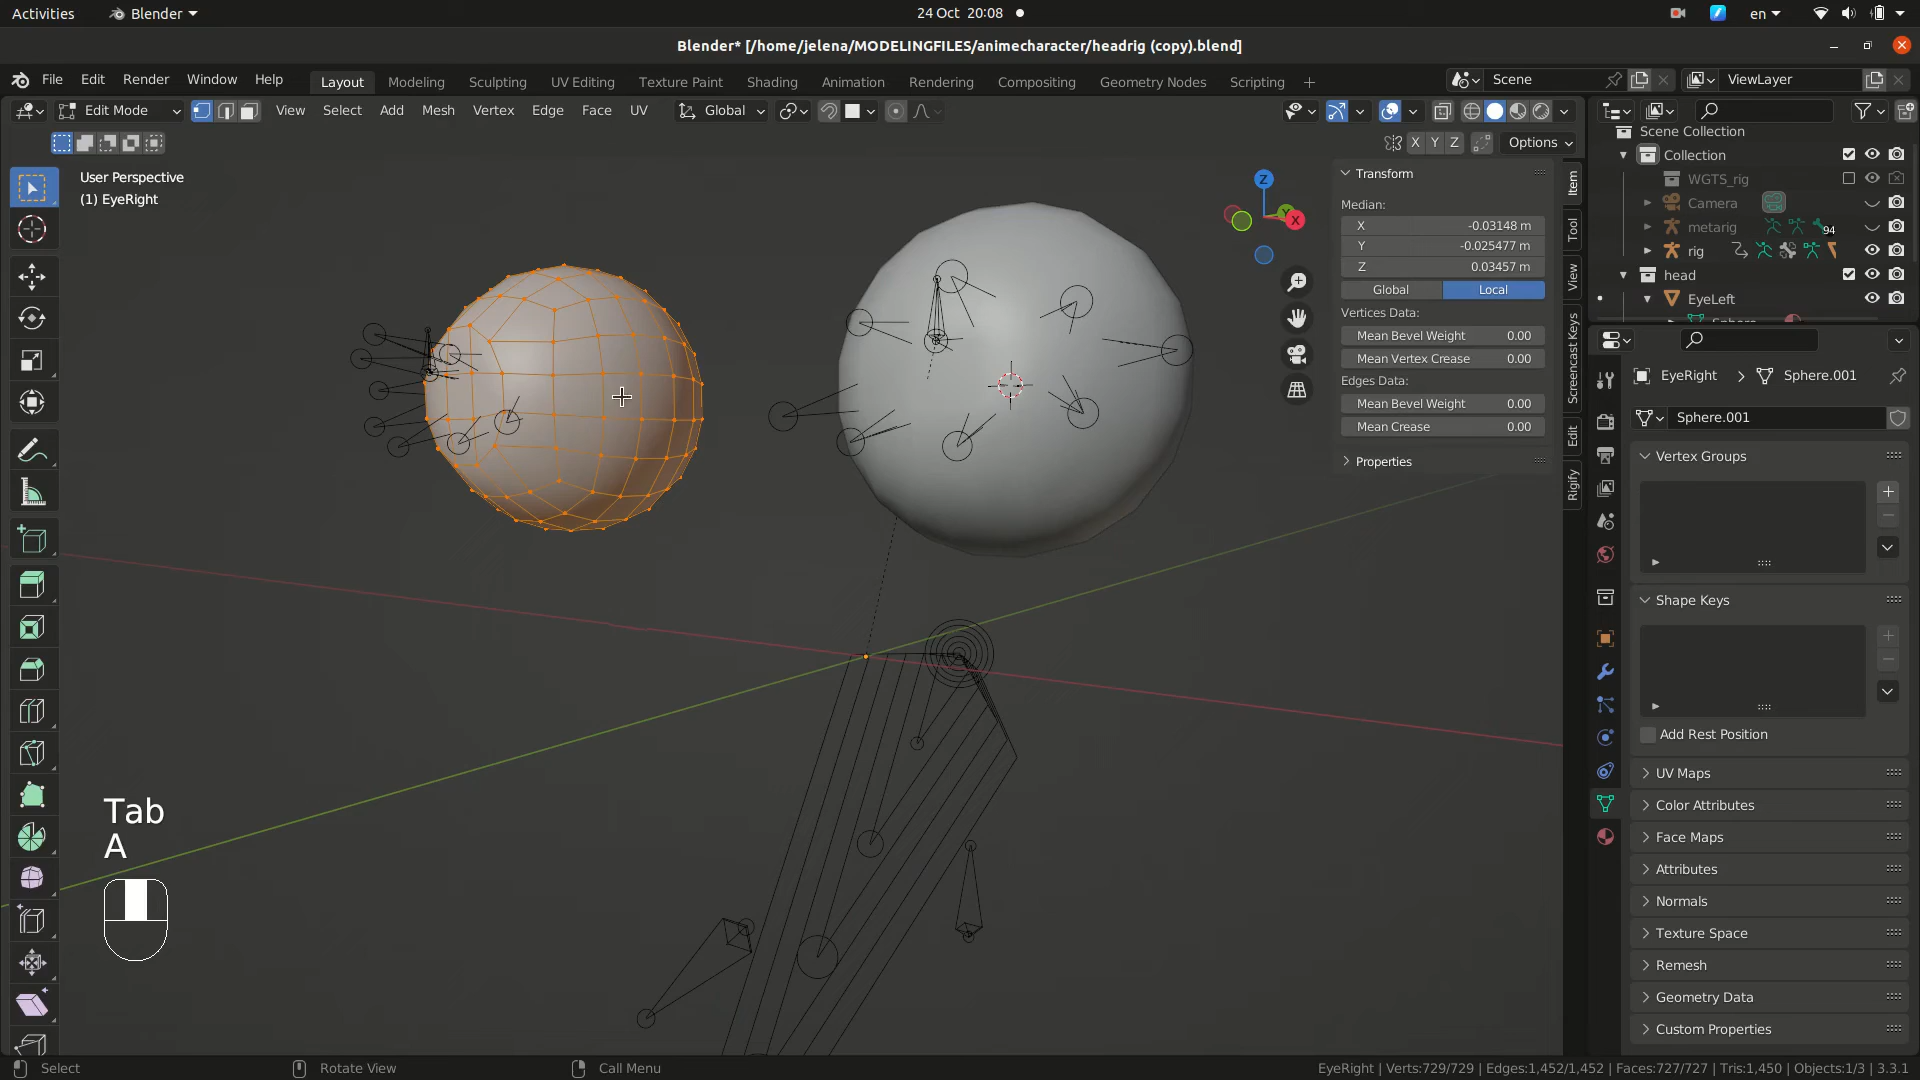 Activities
Blender
24 Oct 20:08
en
Blender* [/home/jelena/MODELINGFILES/animecharacter/headrig (copy).blend]
File Edit Render Window Help
Layout Modeling Sculpting UV Editing Texture Paint Shading Animation Rendering Compositing Geometry Nodes Scripting
Scene
ViewLayer
Edit Mode
View Select Add Mesh Vertex Edge Face UV
Global
X Y Z
Options
User Perspective
(1) EyeRight
Z
Y
X
Transform
Median:
X -0.03148 m
Y -0.025477 m
Z 0.03457 m
Global Local
Vertices Data:
Mean Bevel Weight 0.00
Mean Vertex Crease 0.00
Edges Data:
Mean Bevel Weight 0.00
Mean Crease 0.00
Properties
Item
Tool
View
Screencast Keys
Edit
Rigify
Scene Collection
Collection
WGTS_rig
Camera
metarig
94
rig
head
EyeLeft
EyeRight
Sphere.001
Sphere.001
Vertex Groups
Shape Keys
Add Rest Position
UV Maps
Color Attributes
Face Maps
Attributes
Normals
Texture Space
Remesh
Geometry Data
Custom Properties
Tab
A
Select
Rotate View
Call Menu
EyeRight | Verts:729/729 | Edges:1,452/1,452 | Faces:727/727 | Tris:1,450 | Objects:1/3 | 3.3.1